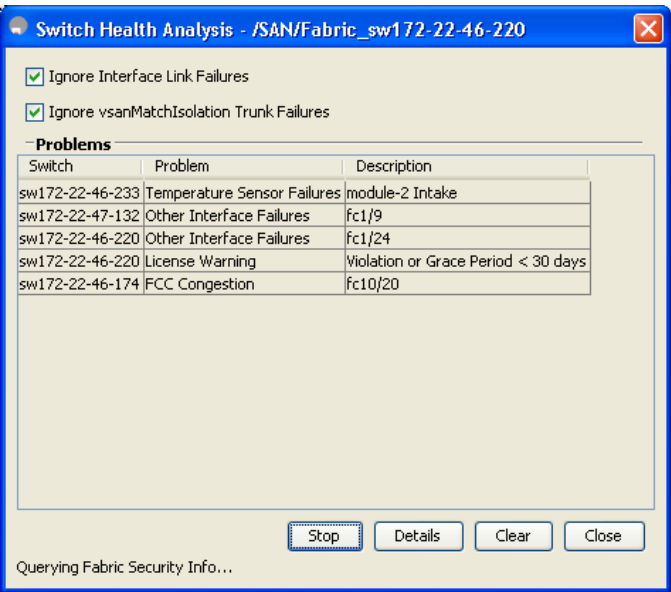 Switch Health Analysis - /SAN/Fabric_sw172-22-46-220
Ignore Interface Link Failures
Ignore vsanMatchIsolation Trunk Failures
Problems
Switch Problem Description
sw172-22-46-233 Temperature Sensor Failures module-2 Intake
sw172-22-47-132 Other Interface Failures fc1/9
sw172-22-46-220 Other Interface Failures fc1/24
sw172-22-46-220 License Warning Violation or Grace Period < 30 days
sw172-22-46-174 FCC Congestion fc10/20
Stop Details Clear Close
Querying Fabric Security Info...